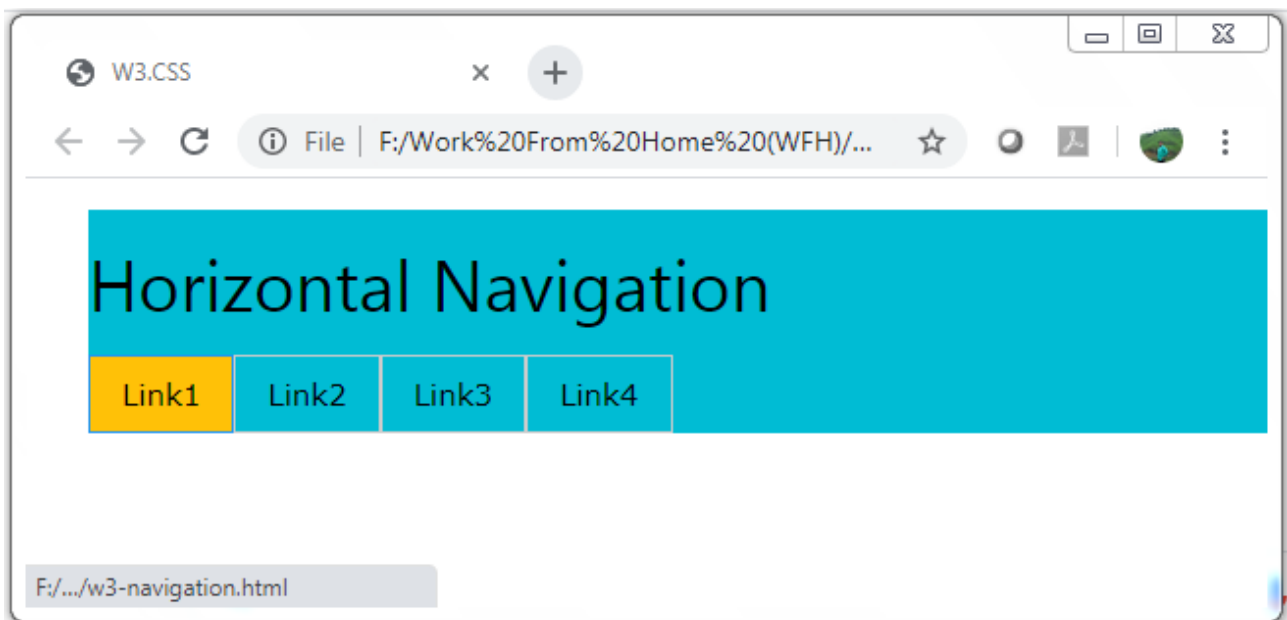 W3.CSS
File F:/Work%20From%20Home%20(WFH)/...
Horizontal Navigation
Link1 Link2 Link3 Link4
F:/.../w3-navigation.html